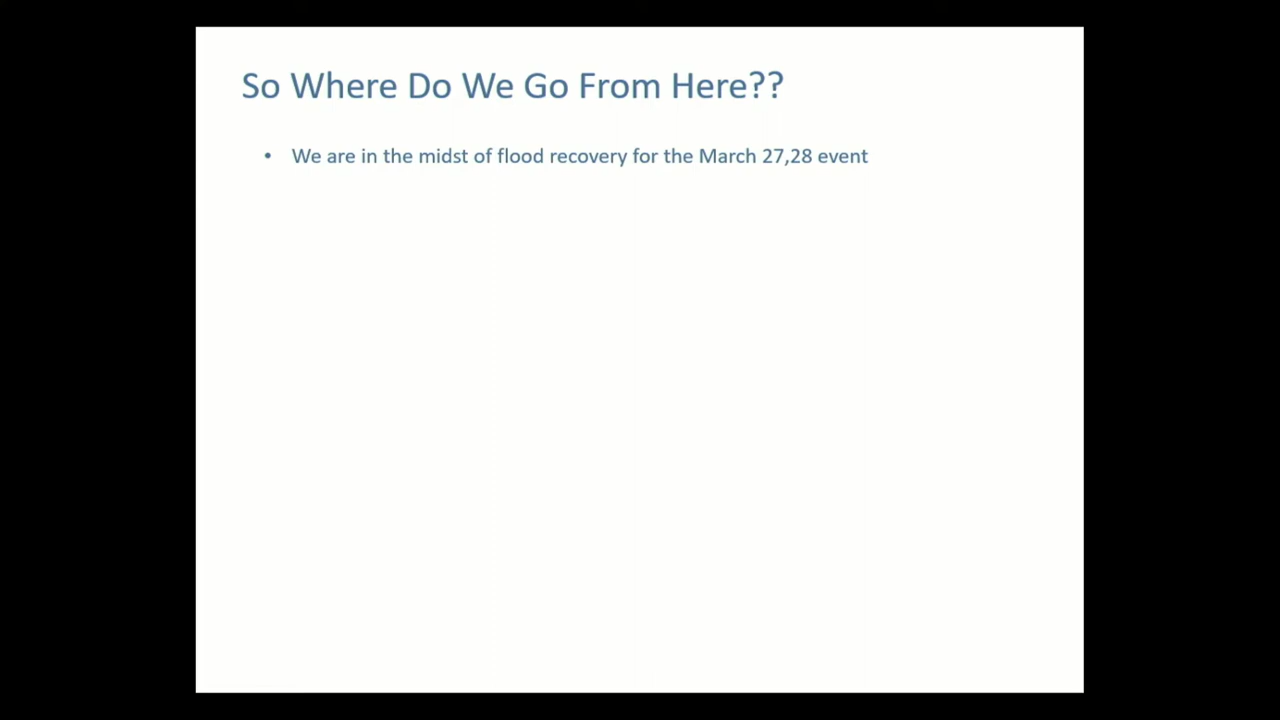 So Where Do We Go From Here??
• We are in the midst of flood recovery for the March 27,28 event